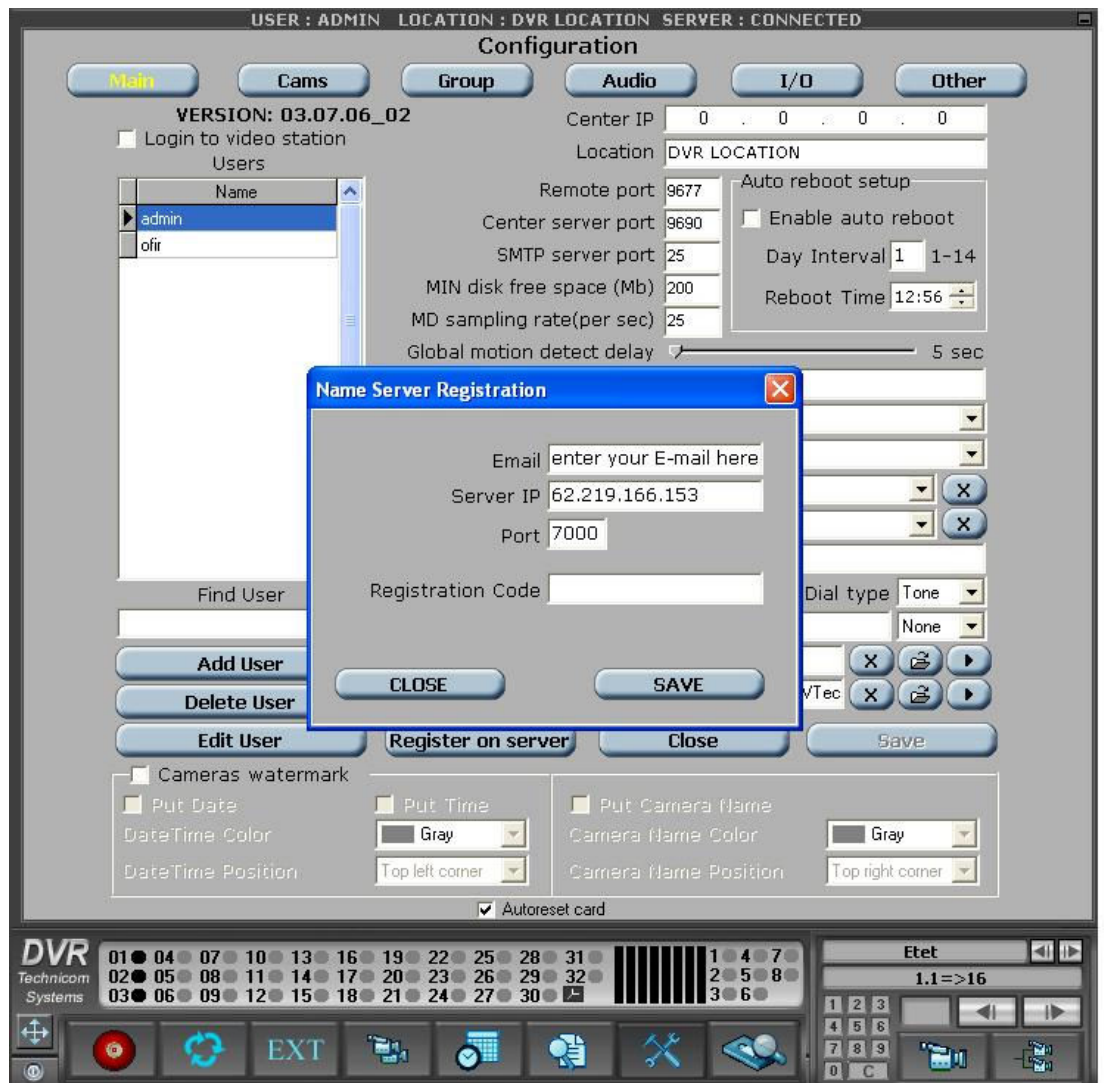 USER : ADMIN LOCATION : DVR LOCATION SERVER : CONNECTED
Configuration
Main Cams Group Audio I/O Other
VERSION: 03.07.06_02
Login to video station
Users
Name
admin
ofir
Find User
Add User
Delete User
Edit User
Center IP 0 . 0 . 0 . 0
Location DVR LOCATION
Remote port 9677
Center server port 9690
SMTP server port 25
MIN disk free space (Mb) 200
MD sampling rate(per sec) 25
Global motion detect delay 5 sec
Auto reboot setup
Enable auto reboot
Day Interval 1 1-14
Reboot Time 12:56
Name Server Registration
Email enter your E-mail here
Server IP 62.219.166.153
Port 7000
Registration Code
CLOSE SAVE
X
X
Dial type Tone
None
X
VTec X
Register on server Close Save
Cameras watermark
Put Date Put Time Put Camera Name
DateTime Color Gray Camera Name Color Gray
DateTime Position Top left corner Camera Name Position Top right corner
Autoreset card
DVR
Technicom
Systems
01 04 07 10 13 16 19 22 25 28 31 1 4 7
02 05 08 11 14 17 20 23 26 29 32 2 5 8
03 06 09 12 15 18 21 24 27 30 3 6
Etet
1.1=>16
1 2 3
4 5 6
7 8 9
0 C
EXT